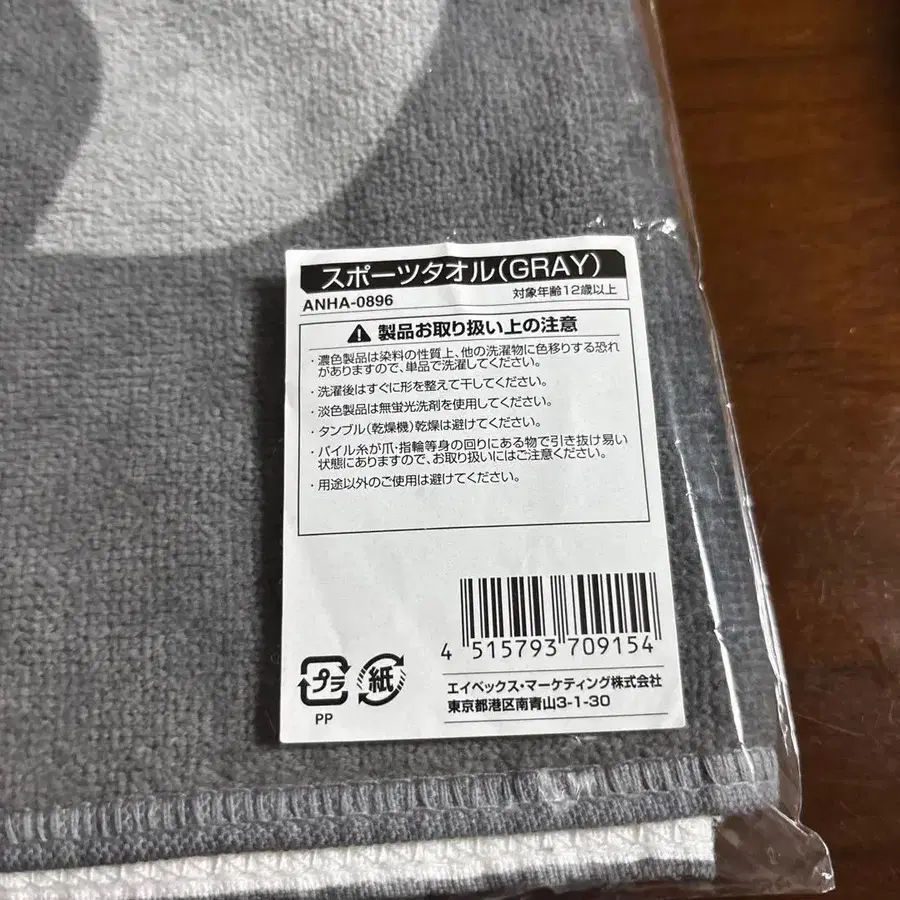 スポーツタオル(GRAY)
ANHA-0896
対象年齢12歳以上
製品お取り扱い上の注意
・濃色製品は染料の性質上、他の洗濯物に色移りする恐れ
がありますので、単品で洗濯してください。
・洗濯後はすぐに形を整えて干してください。
・淡色製品は無蛍光洗剤を使用してください。
・タンブル(乾燥機)乾燥は避けてください。
・パイル糸が爪・指輪等身の回りにある物で引き抜け易い
状態にありますので、お取り扱いにはご注意ください。
・用途以外のご使用は避けてください。
4 515793 709154
プラ
PP
紙
エイベックス・マーケティング株式会社
東京都港区南青山3-1-30